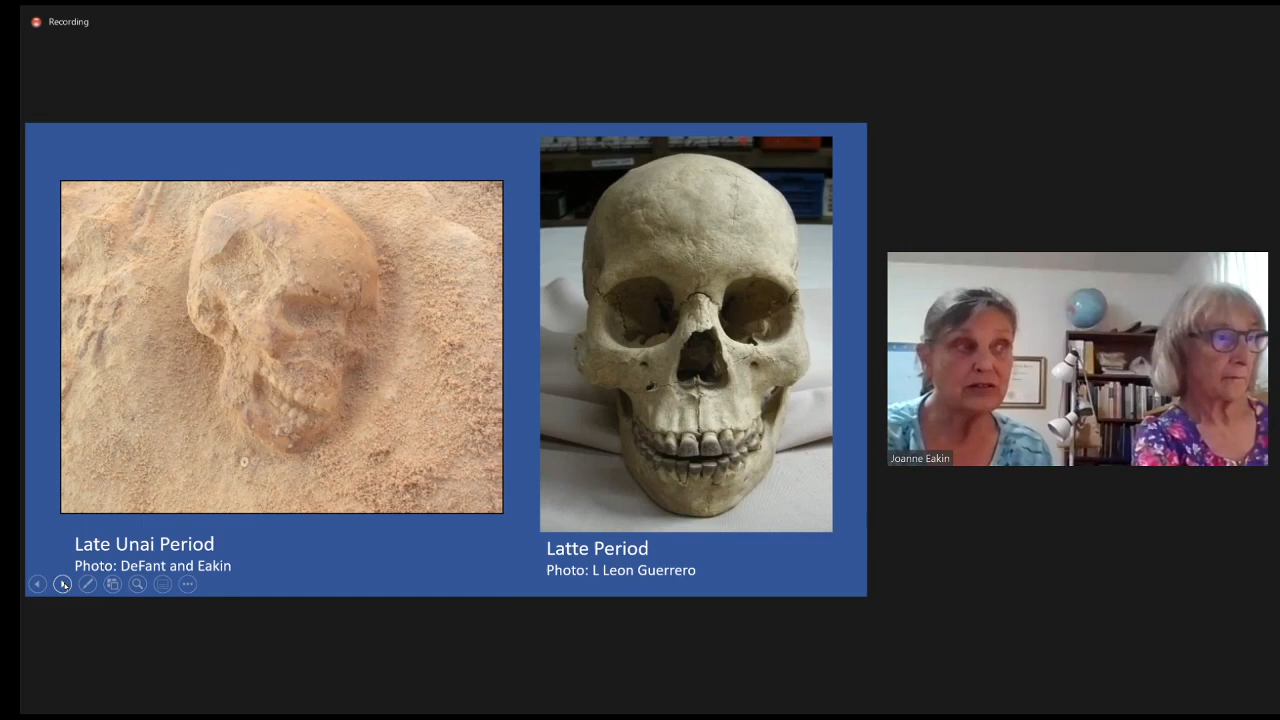 Recording
Late Unai Period
Photo: DeFant and Eakin
Latte Period
Photo: L Leon Guerrero
Joanne Eakin